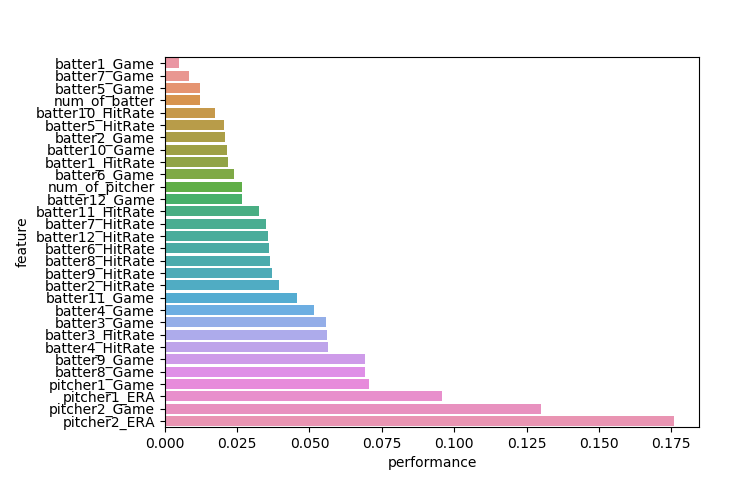 batter1_Game
batter7_Game
batter5_Game
num_of_batter
batter10_HitRate
batter5_HitRate
batter2_Game
batter10_Game
batter1_HitRate
batter6_Game
num_of_pitcher
batter12_Game
batter11_HitRate
batter7_HitRate
batter12_HitRate
batter6_HitRate
batter8_HitRate
batter9_HitRate
batter2_HitRate
batter11_Game
batter4_Game
batter3_Game
batter3_HitRate
batter4_HitRate
batter9_Game
batter8_Game
pitcher1_Game
pitcher1_ERA
pitcher2_Game
pitcher2_ERA
feature
0.000 0.025 0.050 0.075 0.100 0.125 0.150 0.175
performance